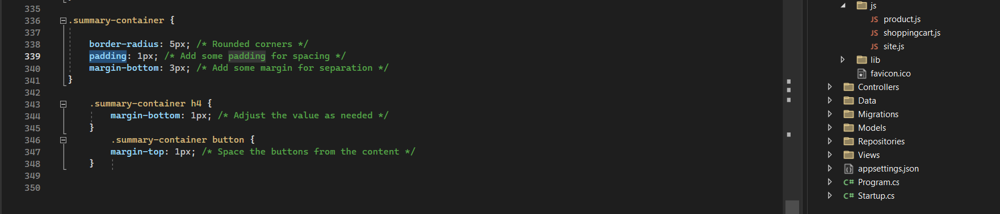 335
336 .summary-container {
337
338 border-radius: 5px; /* Rounded corners */
339 padding: 1px; /* Add some padding for spacing */
340 margin-bottom: 3px; /* Add some margin for separation */
341 }
342
343 .summary-container h4 {
344 margin-bottom: 1px; /* Adjust the value as needed */
345 }
346 .summary-container button {
347 margin-top: 1px; /* Space the buttons from the content */
348 }
349
350
js
JS product.js
JS shoppingcart.js
JS site.js
lib
favicon.ico
Controllers
Data
Migrations
Models
Repositories
Views
appsettings.json
C# Program.cs
C# Startup.cs